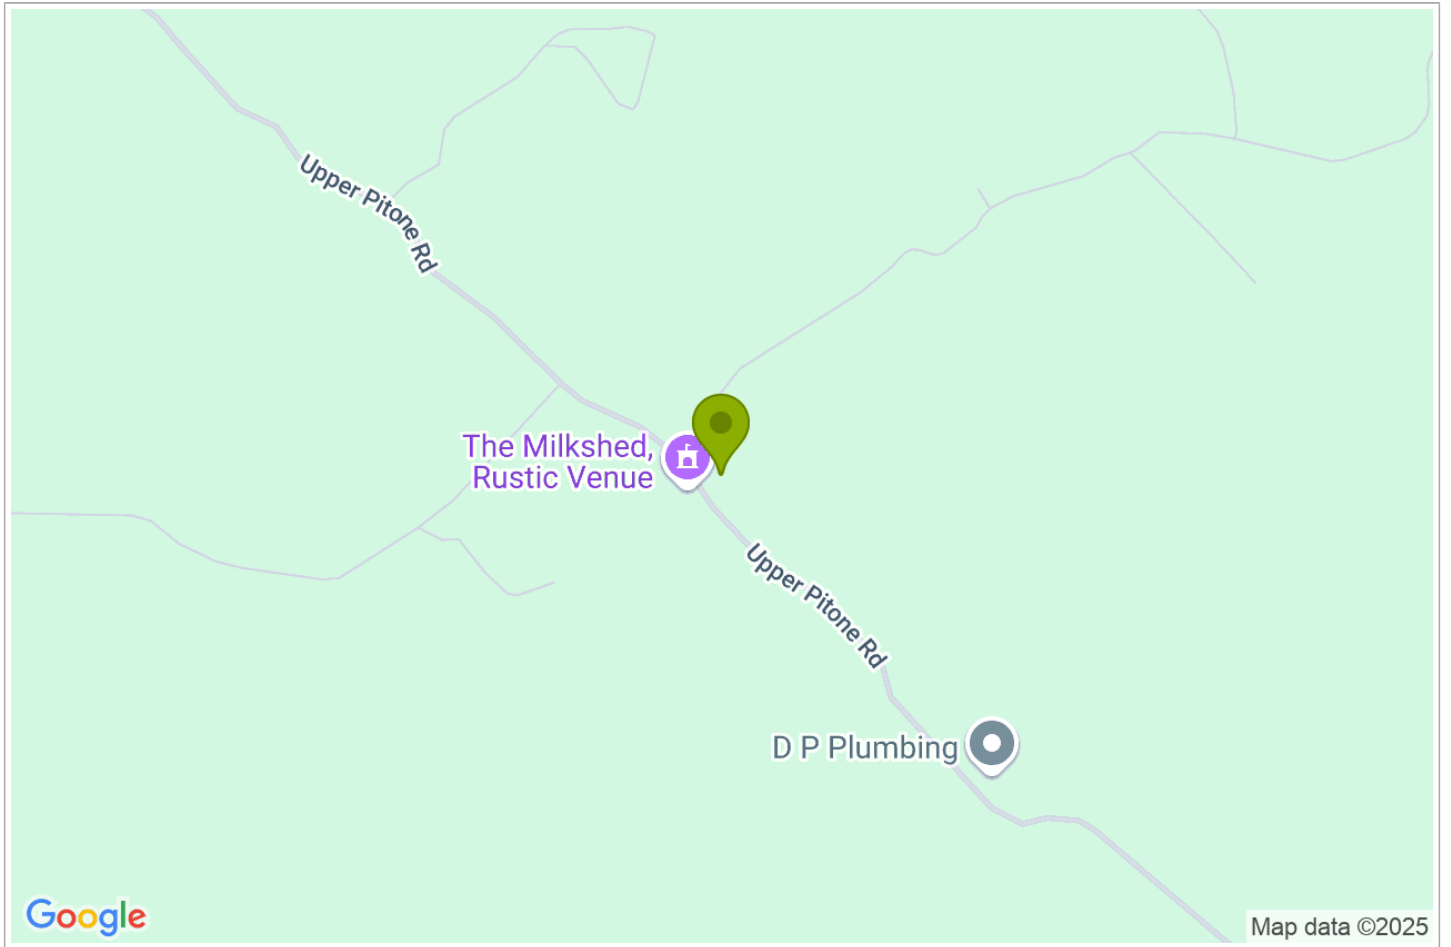 Upper Pitone Rd
The Milkshed,
Rustic Venue
Upper Pitone Rd
D P Plumbing
Google
Map data ©2025